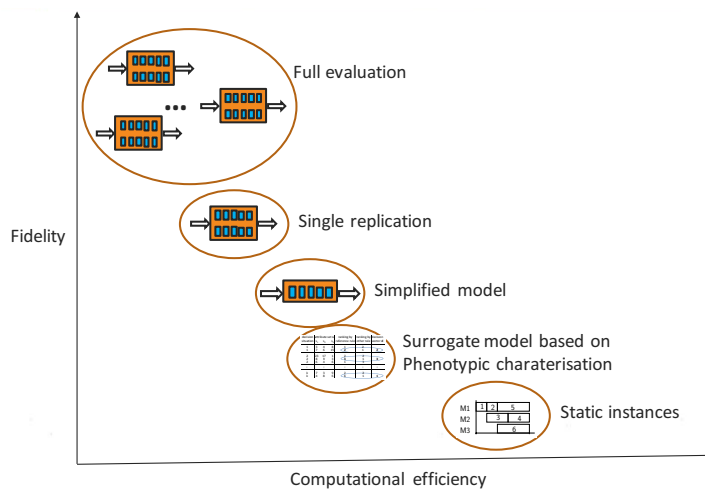 Full evaluation
...
Single replication
Fidelity
Simplified model
Surrogate model based on
Phenotypic charaterisation
M1 1 2 5
M2 3 4
M3 6
Static instances
Computational efficiency